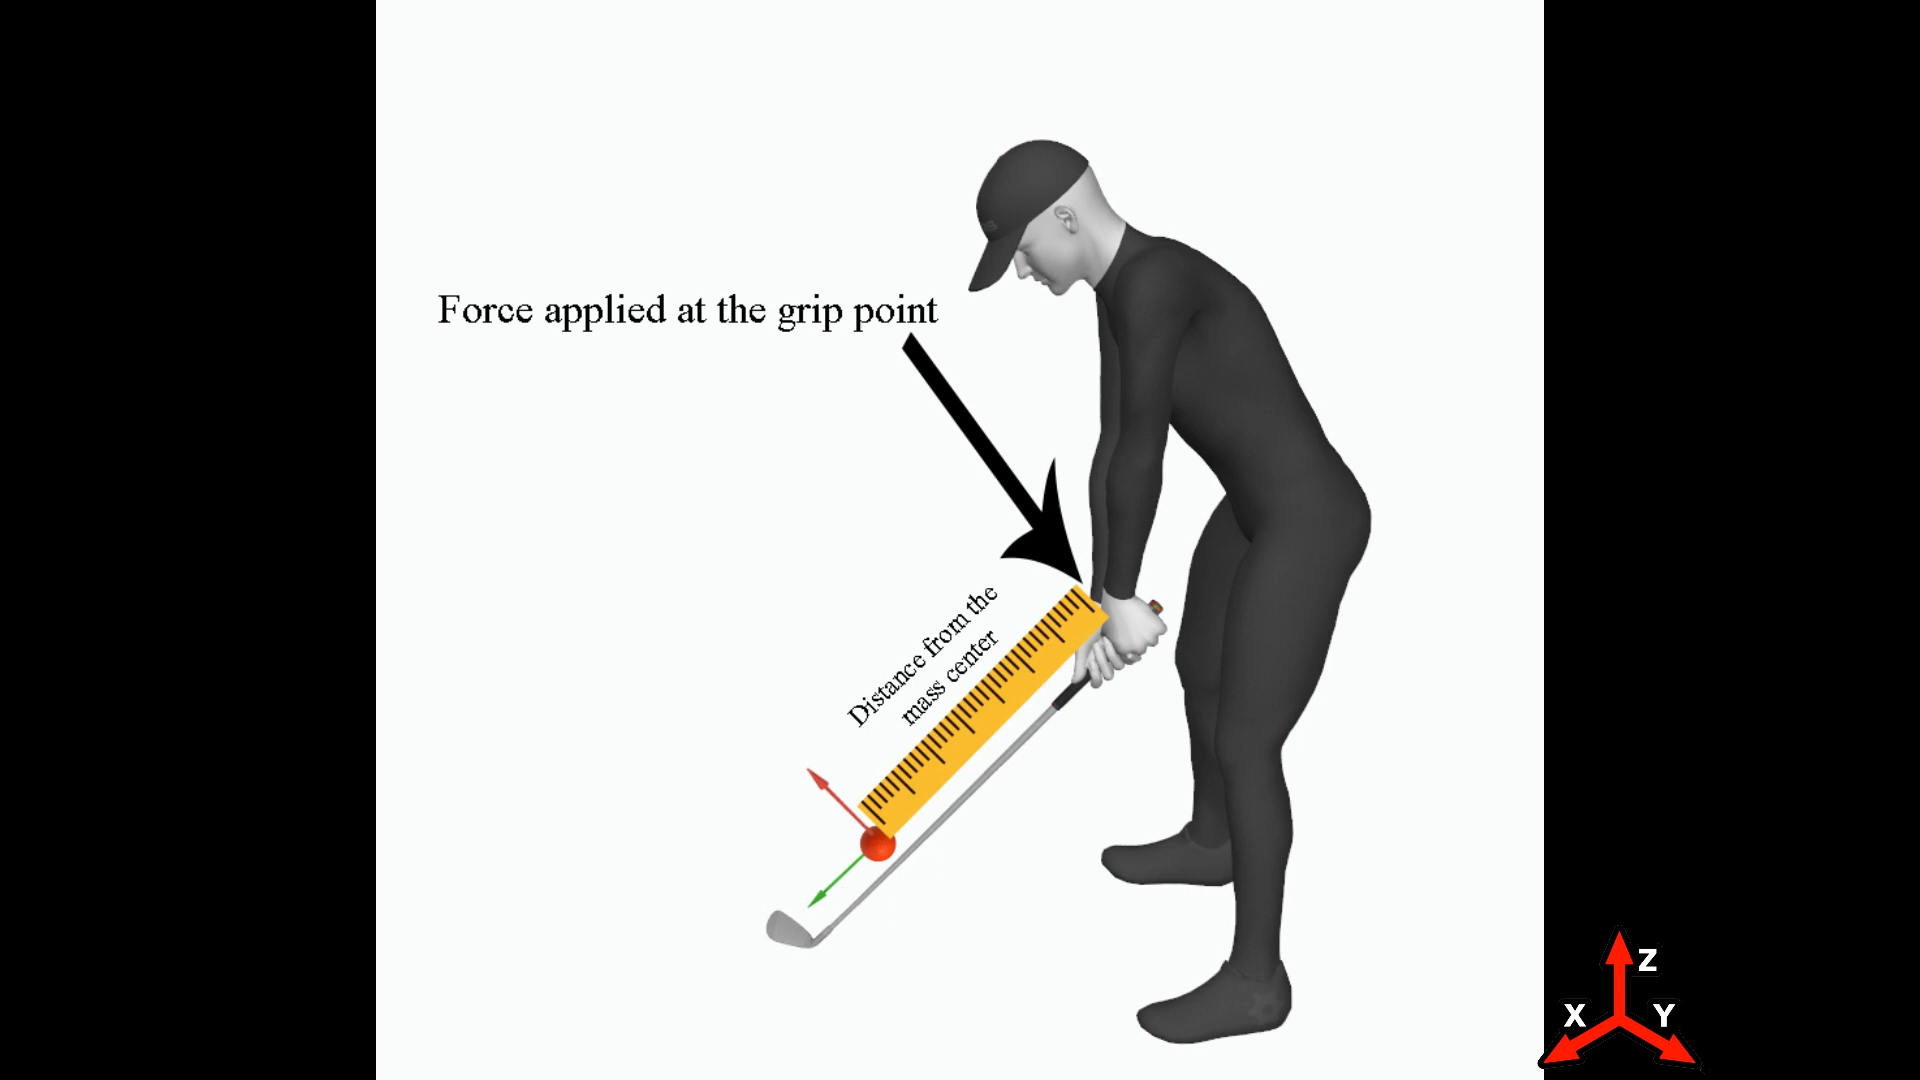 Force applied at the grip point
Distance from the
mass center
Z
X
Y